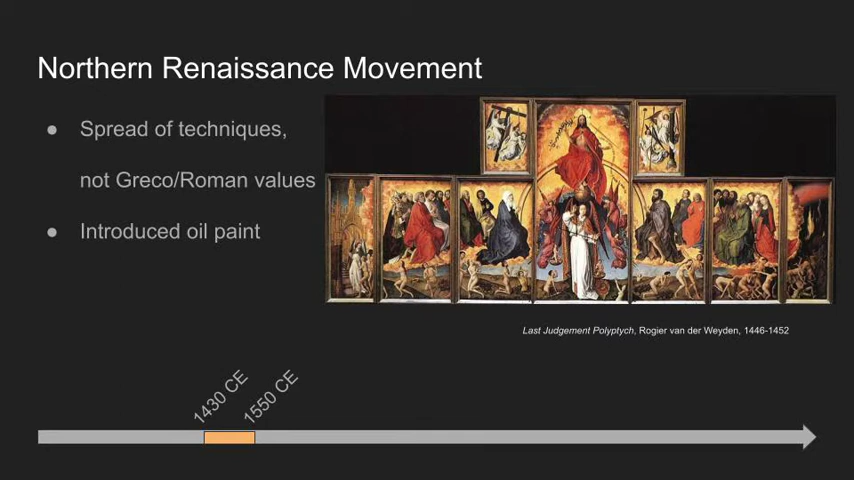 Northern Renaissance Movement
● Spread of techniques,
not Greco/Roman values
● Introduced oil paint
Last Judgement Polyptych, Rogier van der Weyden, 1446-1452
1430 CE
1550 CE